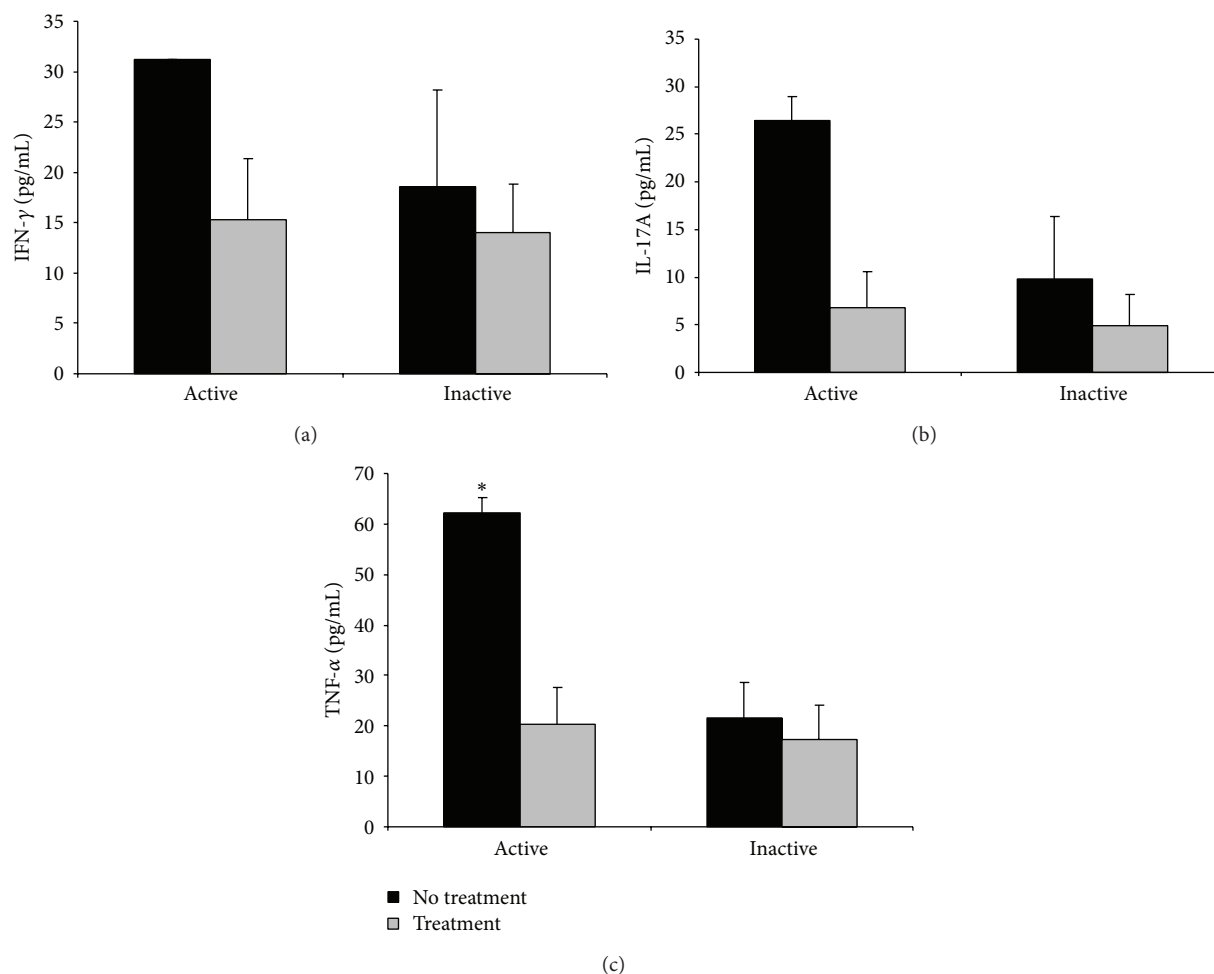 35
30
25
20
15
10
5
0
IFN-γ (pg/mL)
Active Inactive
(a)
35
30
25
20
15
10
5
0
IL-17A (pg/mL)
Active Inactive
(b)
70
60
50
40
30
20
10
0
TNF-α (pg/mL)
*
Active Inactive
No treatment
Treatment
(c)